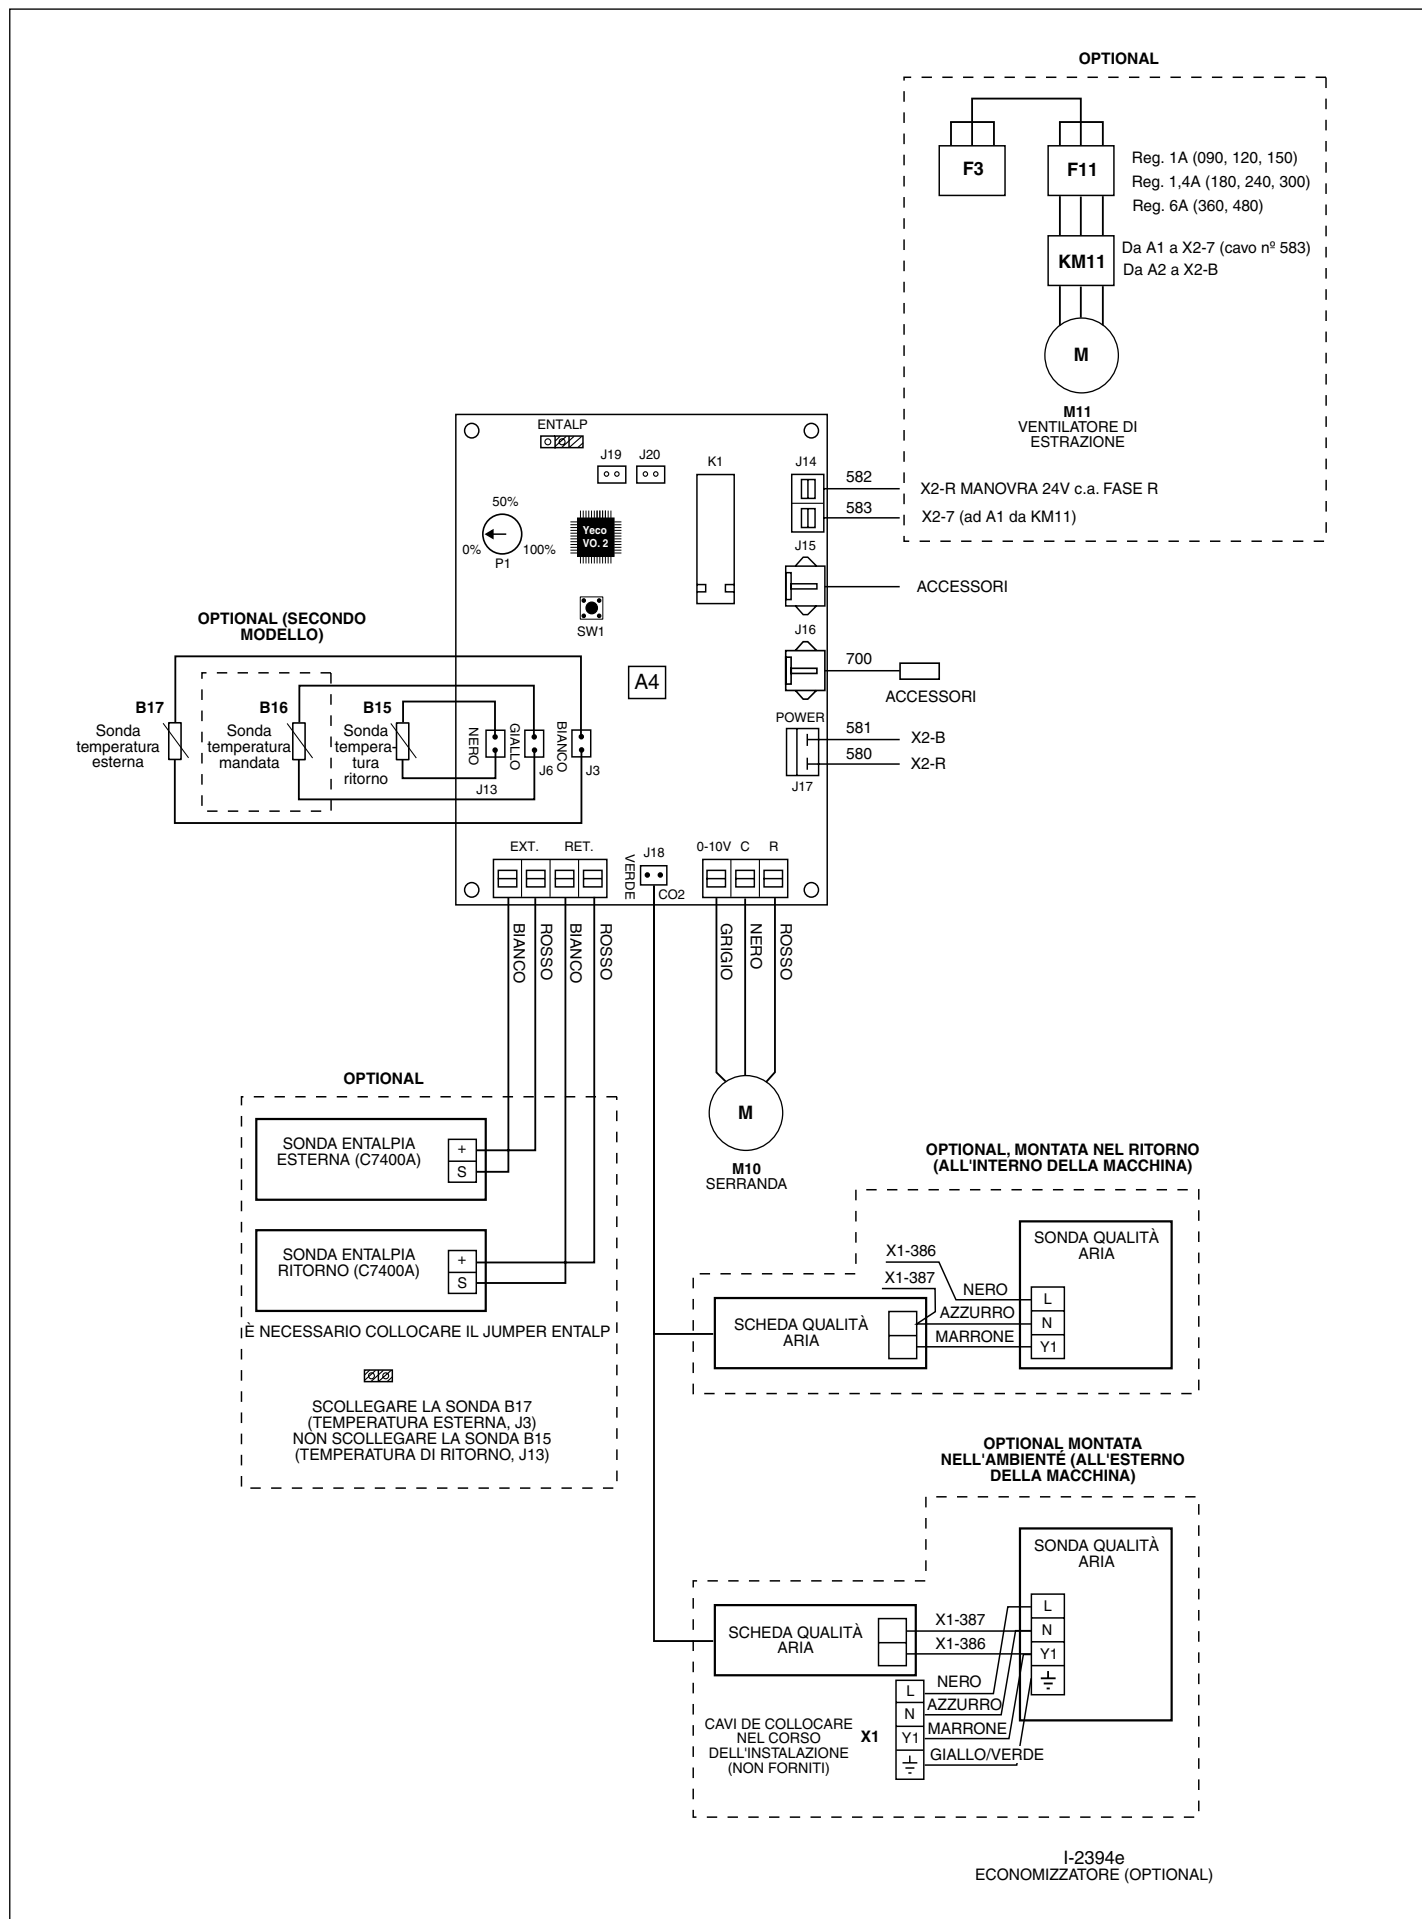 OPTIONAL
F3
F11
Reg. 1A (090, 120, 150)
Reg. 1,4A (180, 240, 300)
Reg. 6A (360, 480)
KM11
Da A1 a X2-7 (cavo nº 583)
Da A2 a X2-B
M
M11
VENTILATORE DI
ESTRAZIONE
582
X2-R MANOVRA 24V c.a. FASE R
583
X2-7 (ad A1 da KM11)
ENTALP
J19
J20
K1
J14
50%
0%
100%
P1
Yeco
VO. 2
SW1
J15
ACCESSORI
J16
700
ACCESSORI
A4
POWER
581
X2-B
580
X2-R
J17
OPTIONAL (SECONDO
MODELLO)
B17
Sonda
temperatura
esterna
B16
Sonda
temperatura
mandata
B15
Sonda
tempera-
tura
ritorno
NERO
GIALLO
BIANCO
J13
J6
J3
EXT.
RET.
VERDE
J18
CO2
0-10V
C
R
BIANCO
ROSSO
BIANCO
ROSSO
GRIGIO
NERO
ROSSO
M
M10
SERRANDA
OPTIONAL
SONDA ENTALPIA
ESTERNA (C7400A)
+
S
SONDA ENTALPIA
RITORNO (C7400A)
+
S
È NECESSARIO COLLOCARE IL JUMPER ENTALP
SCOLLEGARE LA SONDA B17
(TEMPERATURA ESTERNA, J3)
NON SCOLLEGARE LA SONDA B15
(TEMPERATURA DI RITORNO, J13)
OPTIONAL, MONTATA NEL RITORNO
(ALL'INTERNO DELLA MACCHINA)
SONDA QUALITÀ
ARIA
X1-386
X1-387
NERO
AZZURRO
MARRONE
L
N
Y1
SCHEDA QUALITÀ
ARIA
OPTIONAL MONTATA
NELL'AMBIENTÉ (ALL'ESTERNO
DELLA MACCHINA)
SONDA QUALITÀ
ARIA
L
N
Y1
SCHEDA QUALITÀ
ARIA
X1-387
X1-386
CAVI DE COLLOCARE
NEL CORSO
DELL'INSTALAZIONE
(NON FORNITI)
X1
L
N
Y1
NERO
AZZURRO
MARRONE
GIALLO/VERDE
I-2394e
ECONOMIZZATORE (OPTIONAL)